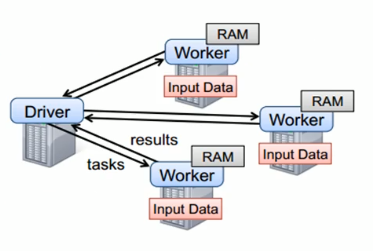 RAM
Worker
Input Data
Driver
RAM
Worker
Input Data
results
tasks
RAM
Worker
Input Data